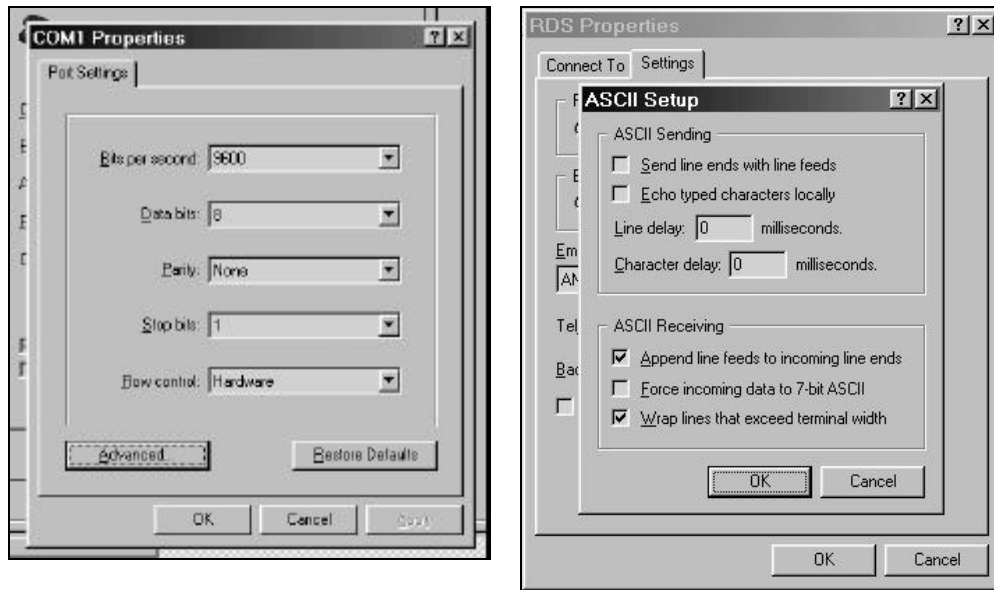 COM1 Properties
Port Settings
Bits per second: 9600
Data bits: 8
Parity: None
Stop bits: 1
Flow control: Hardware
Advanced...
Restore Defaults
OK
Cancel
Apply
RDS Properties
Connect To
Settings
ASCII Setup
ASCII Sending
Send line ends with line feeds
Echo typed characters locally
Line delay: 0 milliseconds.
Character delay: 0 milliseconds.
ASCII Receiving
Append line feeds to incoming line ends
Force incoming data to 7-bit ASCII
Wrap lines that exceed terminal width
OK
Cancel
Em
AN
Tel
Bac
OK
Cancel